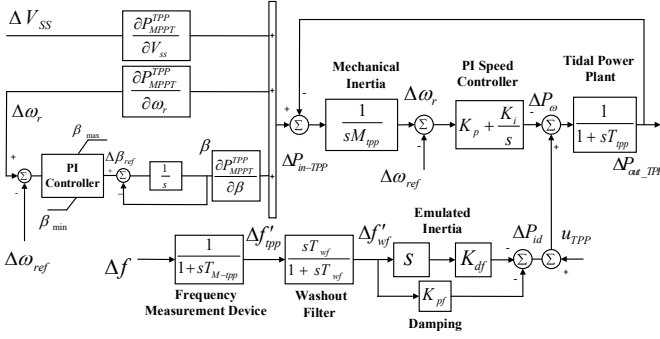 Δ V_SS
∂P_MPPT^TPP / ∂V_ss
∂P_MPPT^TPP / ∂ω_r
Δω_r
β_max
+
-
PI
Controller
Δβ_ref
+
-
1/s
β
∂P_MPPT^TPP / ∂β
β_min
Δω_ref
+
+
+
-
+
Σ
ΔP_in-TPP
Mechanical
Inertia
1 / sM_tpp
Δω_r
Σ
-
Δω_ref
PI Speed
Controller
K_p + K_i / s
ΔP_ω
-
Σ
+
Tidal Power
Plant
1 / 1 + sT_tpp
ΔP_out_TPP
Δ f
1 / 1+sT_M-tpp
Frequency
Measurement Device
Δf′_tpp
sT_wf / 1 + sT_wf
Washout
Filter
Δf′_wf
Emulated
Inertia
s
K_df
K_pf
Damping
-
Σ
-
ΔP_id
Σ
+
u_TPP